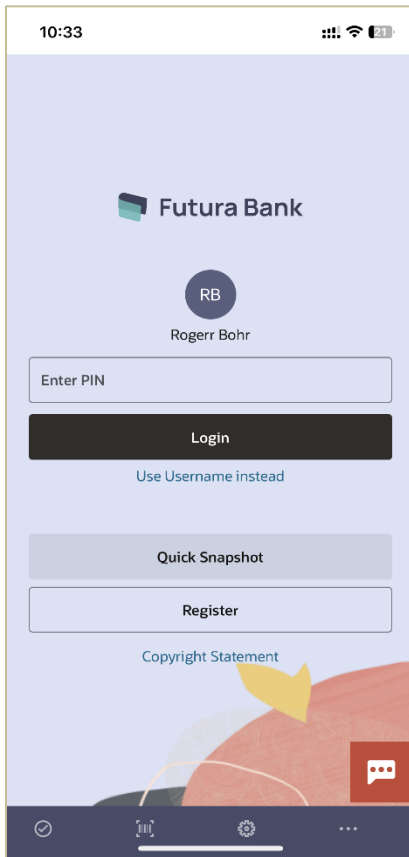 10:33
21
Futura Bank
RB
Rogerr Bohr
Enter PIN
Login
Use Username instead
Quick Snapshot
Register
Copyright Statement